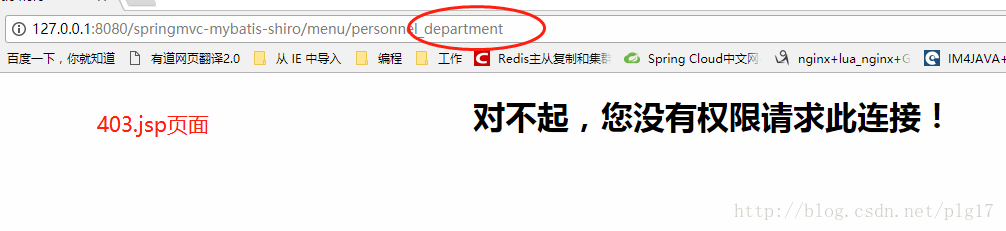 127.0.0.1:8080/springmvc-mybatis-shiro/menu/personnel_department
百度一下，你就知道 有道网页翻译2.0 从 IE 中导入 编程 工作 Redis主从复制和集群 Spring Cloud中文网 nginx+lua_nginx+G IM4JAVA+
403.jsp页面
对不起，您没有权限请求此连接！
http://blog.csdn.net/plg17